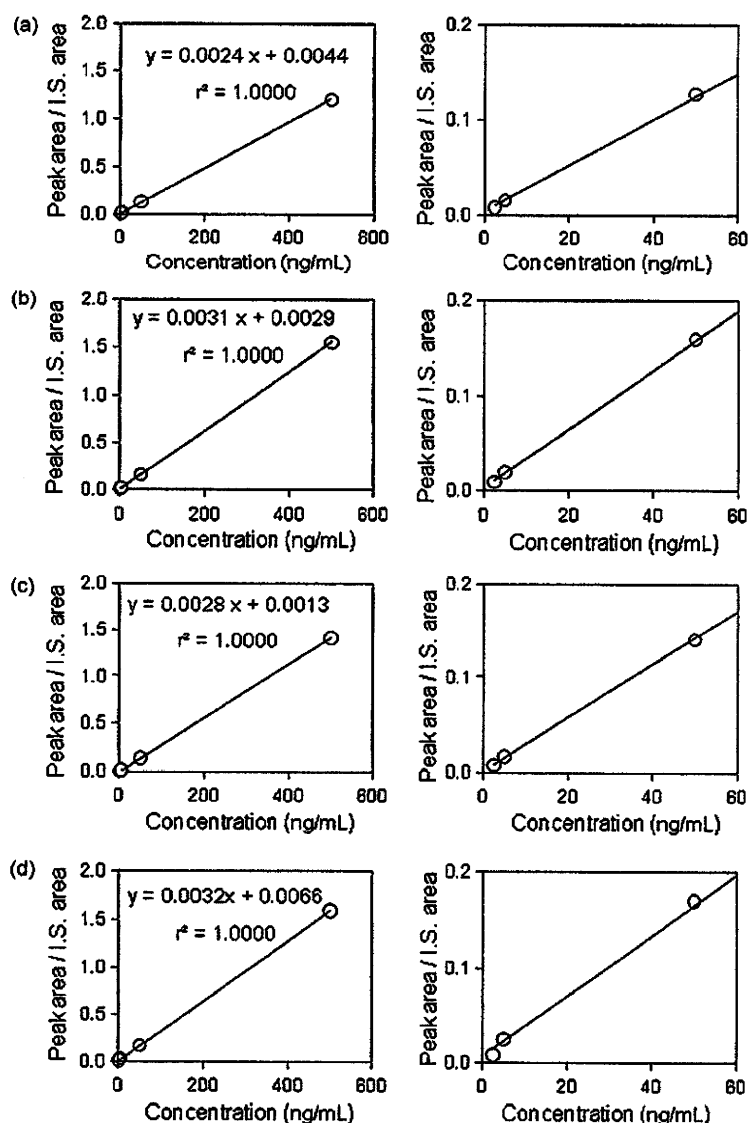 (a)
Peak area / I.S. area
2.0
1.5
1.0
0.5
0.0
y = 0.0024 x + 0.0044
r² = 1.0000
0
200
400
600
Concentration (ng/mL)
Peak area / I.S. area
0.2
0.1
0.0
0
20
40
60
Concentration (ng/mL)
(b)
Peak area / I.S. area
2.0
1.5
1.0
0.5
0.0
y = 0.0031 x + 0.0029
r² = 1.0000
0
200
400
600
Concentration (ng/mL)
Peak area / I.S. area
0.2
0.1
0.0
0
20
40
60
Concentration (ng/mL)
(c)
Peak area / I.S. area
2.0
1.5
1.0
0.5
0.0
y = 0.0028 x + 0.0013
r² = 1.0000
0
200
400
600
Concentration (ng/mL)
Peak area / I.S. area
0.2
0.1
0.0
0
20
40
60
Concentration (ng/mL)
(d)
Peak area / I.S. area
2.0
1.5
1.0
0.5
0.0
y = 0.0032x + 0.0066
r² = 1.0000
0
200
400
600
Concentration (ng/mL)
Peak area / I.S. area
0.2
0.1
0.0
0
20
40
60
Concentration (ng/mL)